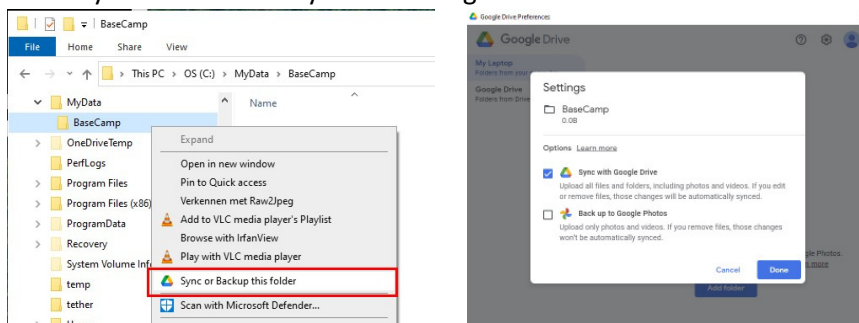 BaseCamp
File Home Share View
This PC > OS (C:) > MyData > BaseCamp
MyData
Name
BaseCamp
OneDriveTemp
PerfLogs
Program Files
Program Files (x86)
ProgramData
Recovery
System Volume Inf
temp
tether
Expand
Open in new window
Pin to Quick access
Verkennen met Raw2Jpeg
Add to VLC media player's Playlist
Browse with IrfanView
Play with VLC media player
Sync or Backup this folder
Scan with Microsoft Defender...
Google Drive Preferences
Google Drive
My Laptop
Folders from your
Google Drive
Folders from Drive
Settings
BaseCamp
0.0B
Options Learn more
Sync with Google Drive
Upload all files and folders, including photos and videos. If you edit
or remove files, those changes will be automatically synced.
Back up to Google Photos
Upload only photos and videos. If you remove files, those changes
won't be automatically synced.
Cancel Done
gle Photos.
more
Add folder